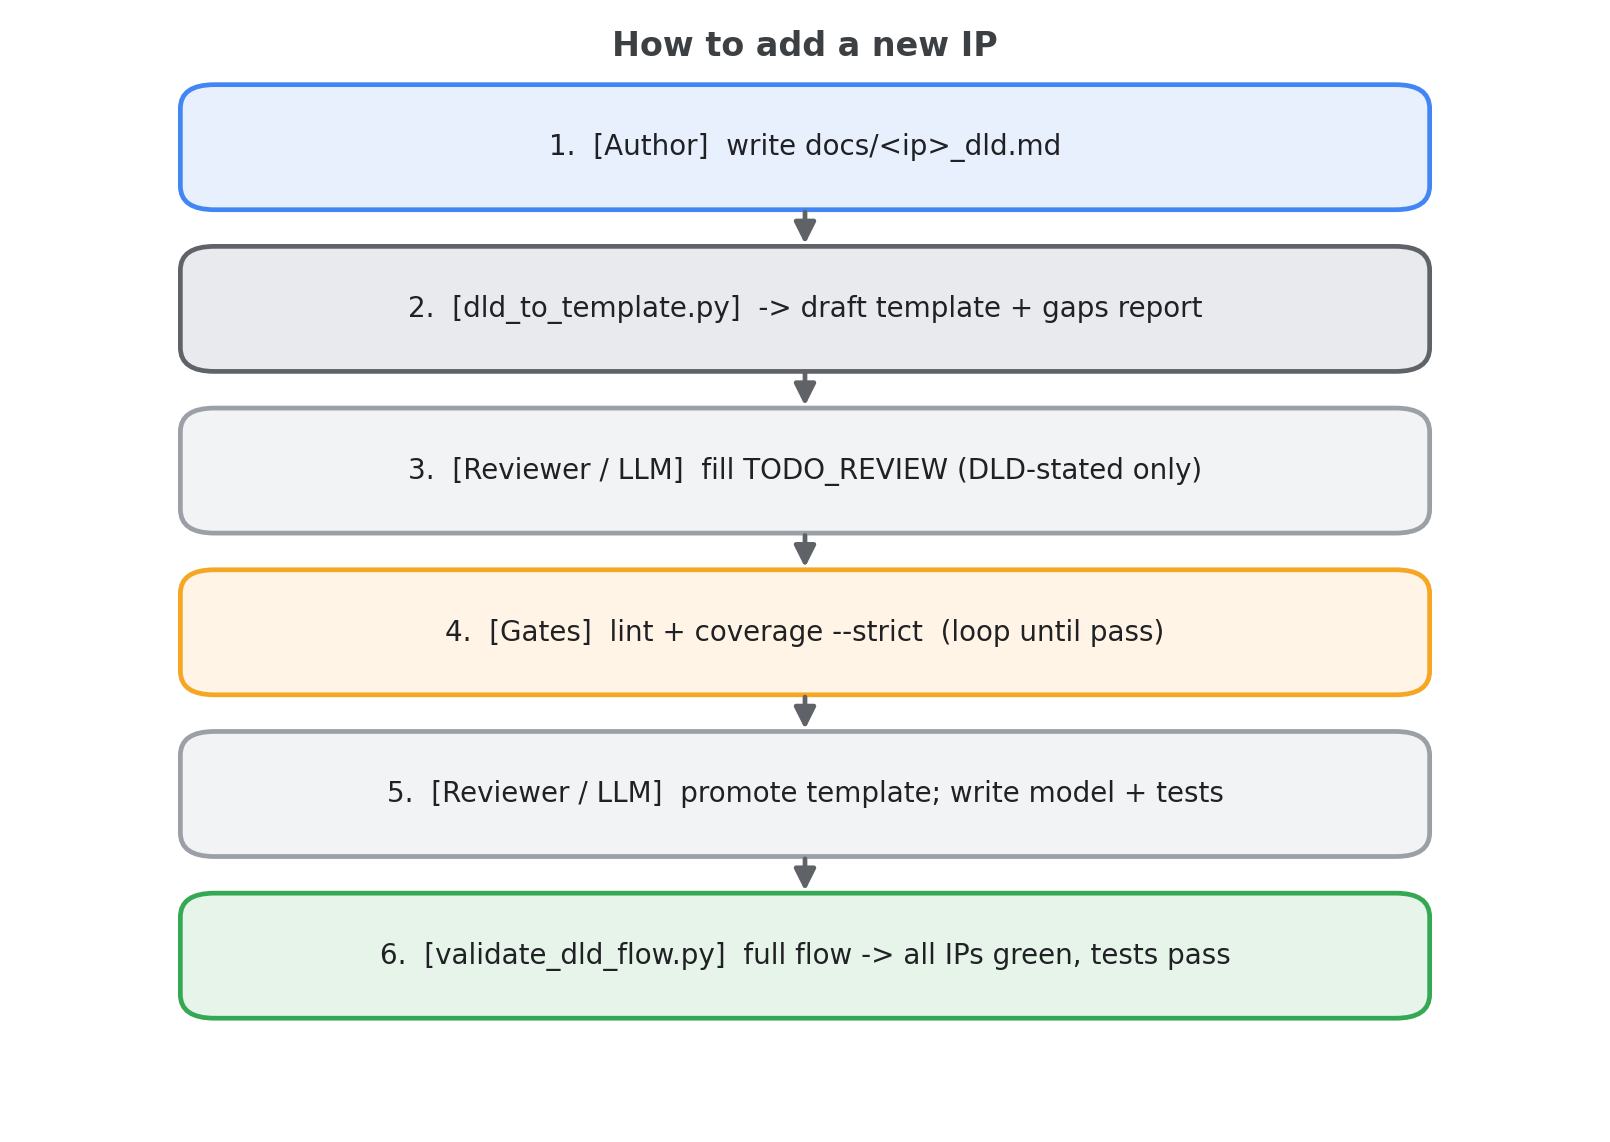 How to add a new IP
1. [Author] write docs/<ip>_dld.md
2. [dld_to_template.py] -> draft template + gaps report
3. [Reviewer / LLM] fill TODO_REVIEW (DLD-stated only)
4. [Gates] lint + coverage --strict (loop until pass)
5. [Reviewer / LLM] promote template; write model + tests
6. [validate_dld_flow.py] full flow -> all IPs green, tests pass